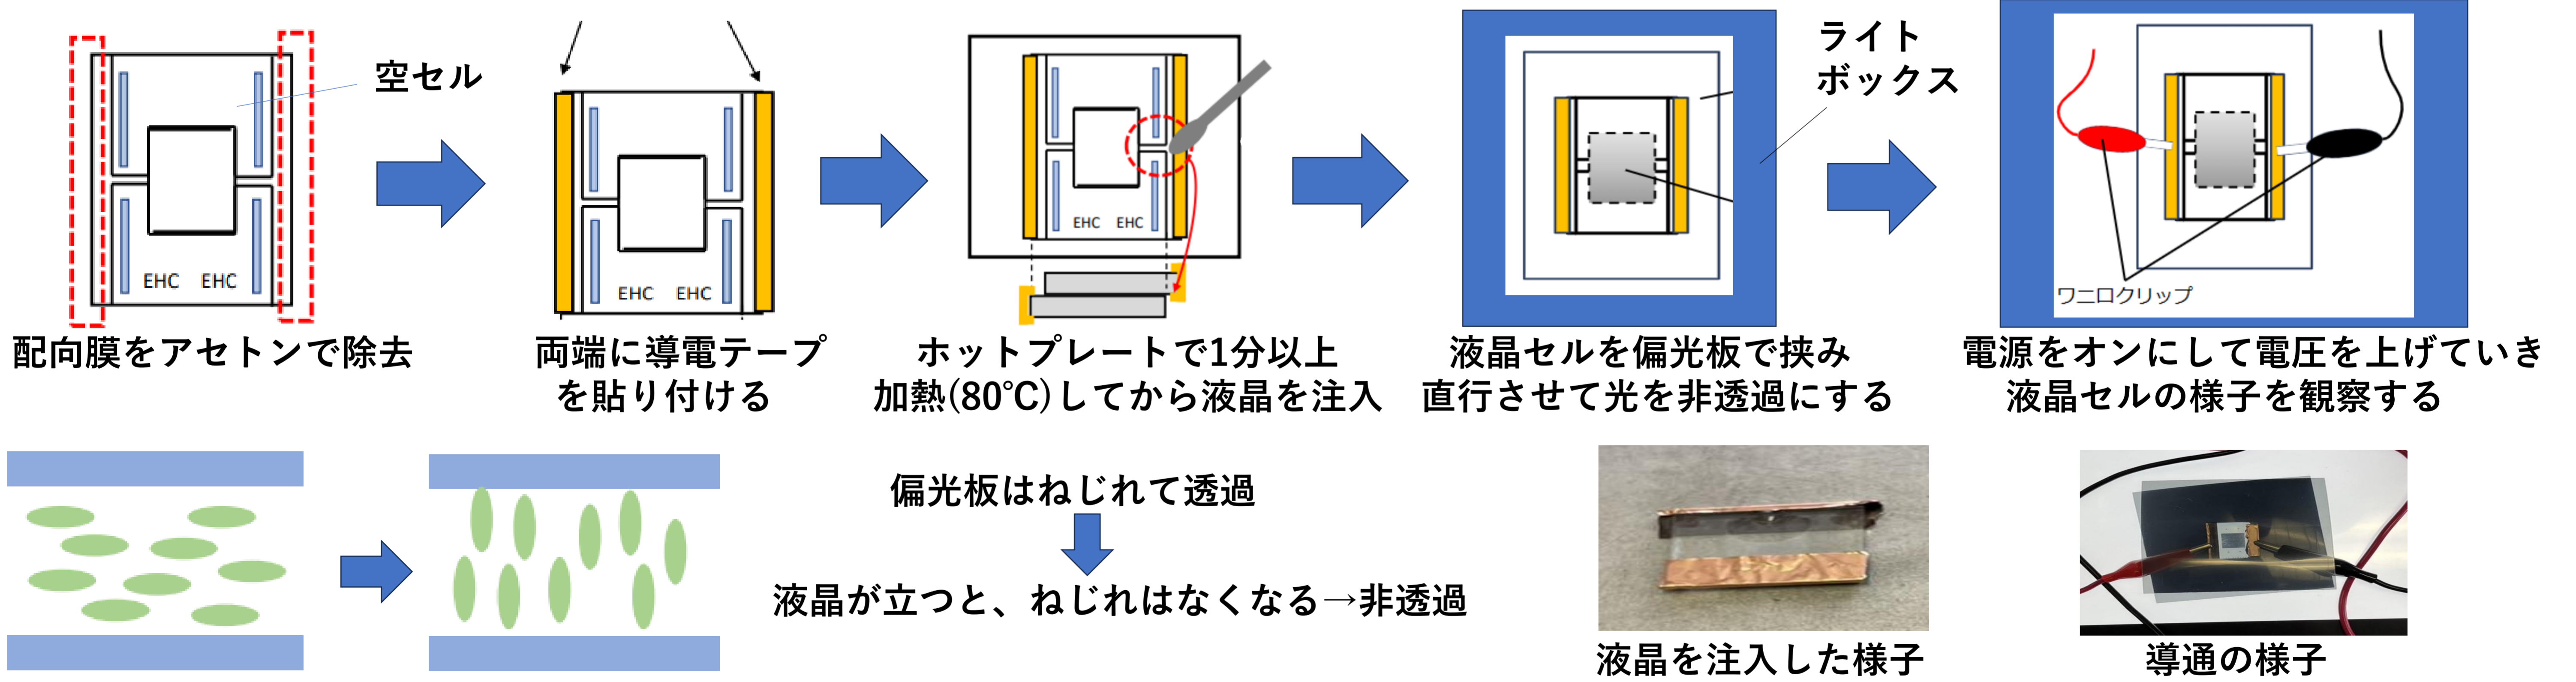 空セル
EHC EHC
配向膜をアセトンで除去
EHC EHC
両端に導電テープ
を貼り付ける
EHC EHC
ホットプレートで1分以上
加熱(80℃)してから液晶を注入
ライト
ボックス
液晶セルを偏光板で挟み
直行させて光を非透過にする
ワニ口クリップ
電源をオンにして電圧を上げていき
液晶セルの様子を観察する
偏光板はねじれて透過
液晶が立つと、ねじれはなくなる→非透過
液晶を注入した様子
導通の様子